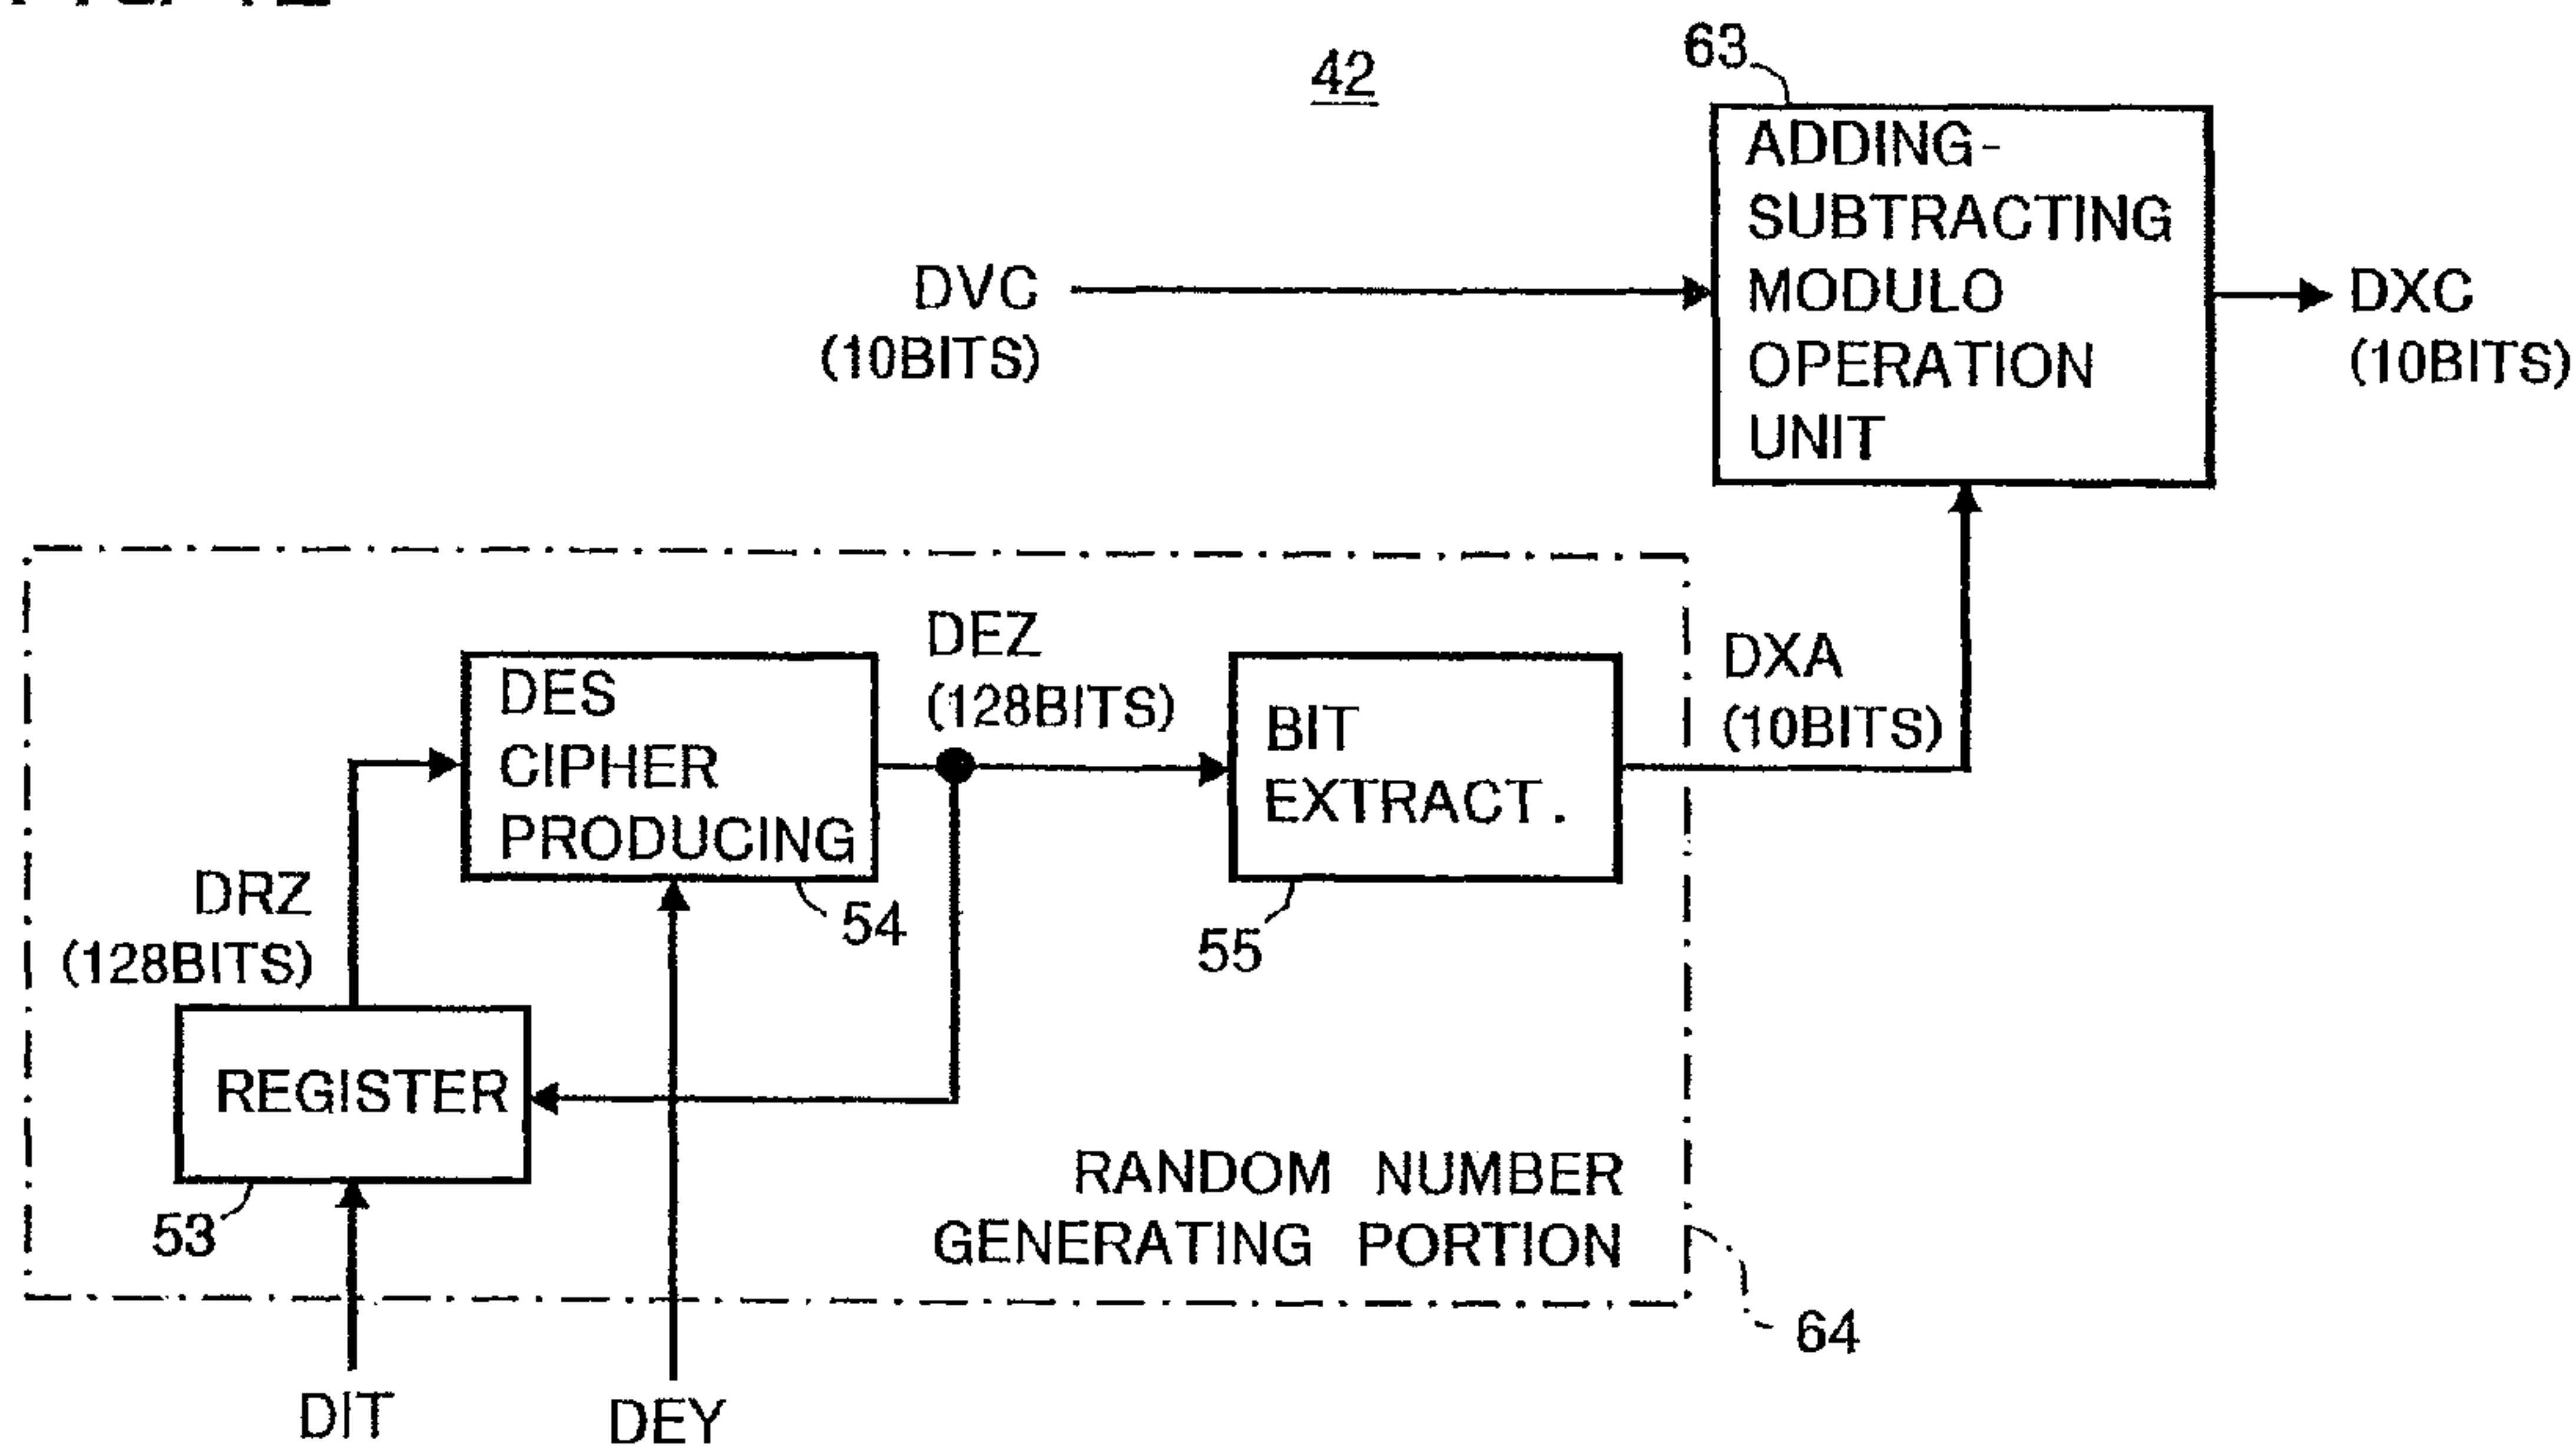 42
63
ADDING-
SUBTRACTING
MODULO
OPERATION
UNIT
DVC
(10BITS)
DXC
(10BITS)
DES
CIPHER
PRODUCING
54
DEZ
(128BITS)
BIT
EXTRACT.
55
DXA
(10BITS)
DRZ
(128BITS)
REGISTER
53
RANDOM NUMBER
GENERATING PORTION
64
DIT
DEY